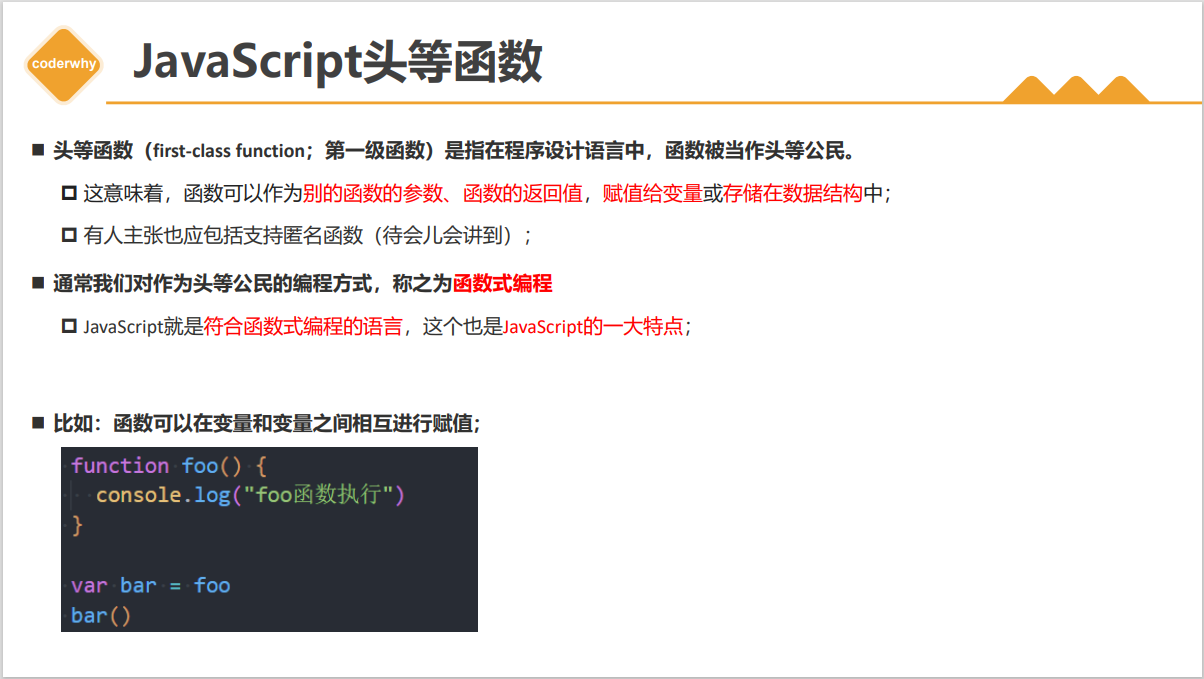 coderwhy
JavaScript头等函数
头等函数（first-class function；第一级函数）是指在程序设计语言中，函数被当作头等公民。
这意味着，函数可以作为别的函数的参数、函数的返回值，赋值给变量或存储在数据结构中；
有人主张也应包括支持匿名函数（待会儿会讲到）；
通常我们对作为头等公民的编程方式，称之为函数式编程
JavaScript就是符合函数式编程的语言，这个也是JavaScript的一大特点；
比如：函数可以在变量和变量之间相互进行赋值；
function foo() {
  console.log("foo函数执行")
}
var bar = foo
bar()